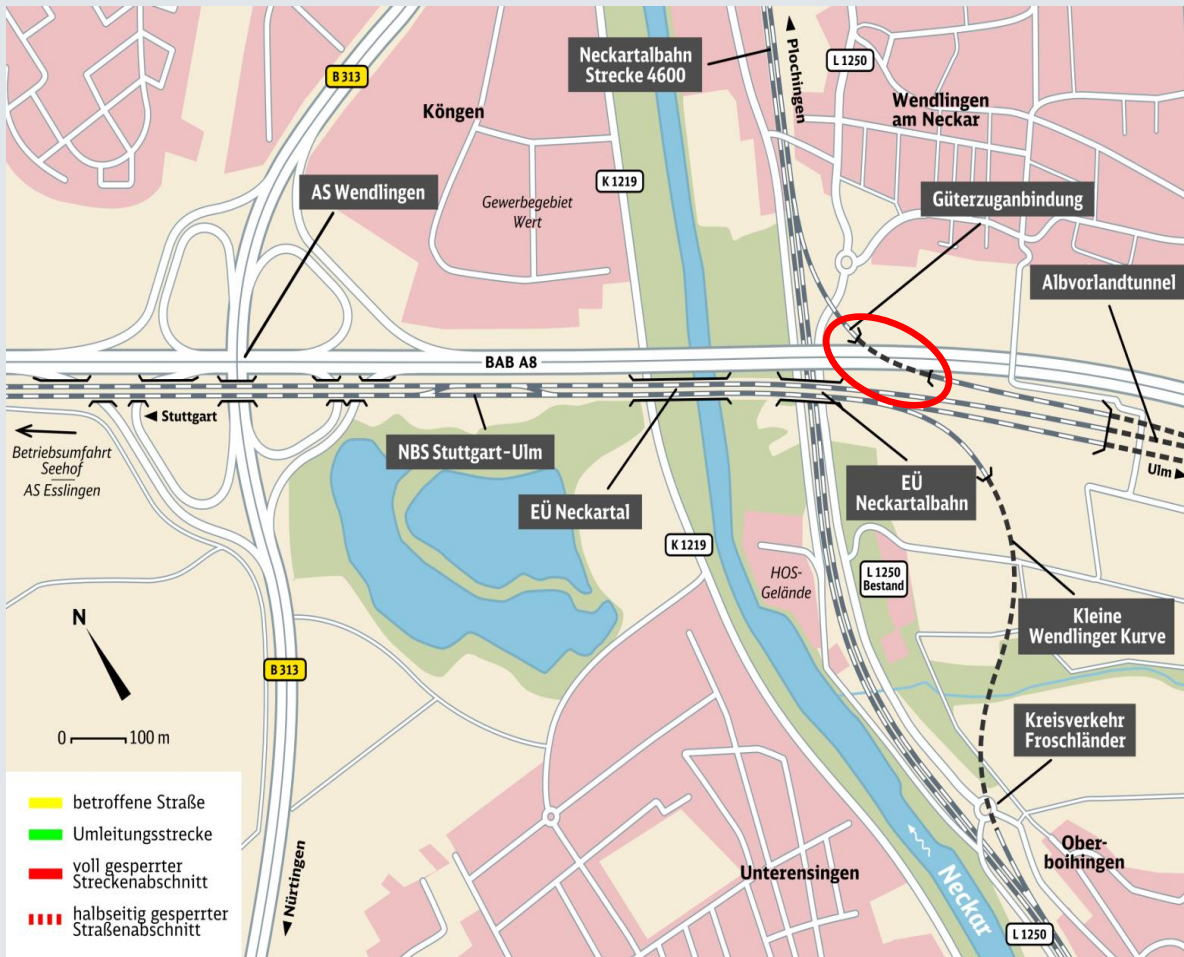 Neckartalbahn
Strecke 4600
Plochingen
L 1250
B 313
Köngen
Wendlingen
am Neckar
AS Wendlingen
K 1219
Gewerbegebiet
Wert
Güterzuganbindung
Albvorlandtunnel
BAB A8
Stuttgart
Betriebsumfahrt
Seehof
AS Esslingen
NBS Stuttgart-Ulm
EÜ Neckartal
EÜ
Neckartalbahn
Ulm
K 1219
HOS-
Gelände
L 1250
Bestand
Kleine
Wendlinger Kurve
N
B 313
0 100 m
Kreisverkehr
Froschländer
betroffene Straße
Umleitungsstrecke
voll gesperrter
Streckenabschnitt
halbseitig gesperrter
Straßenabschnitt
Nürtingen
Unterensingen
Neckar
Ober-
boihingen
L 1250